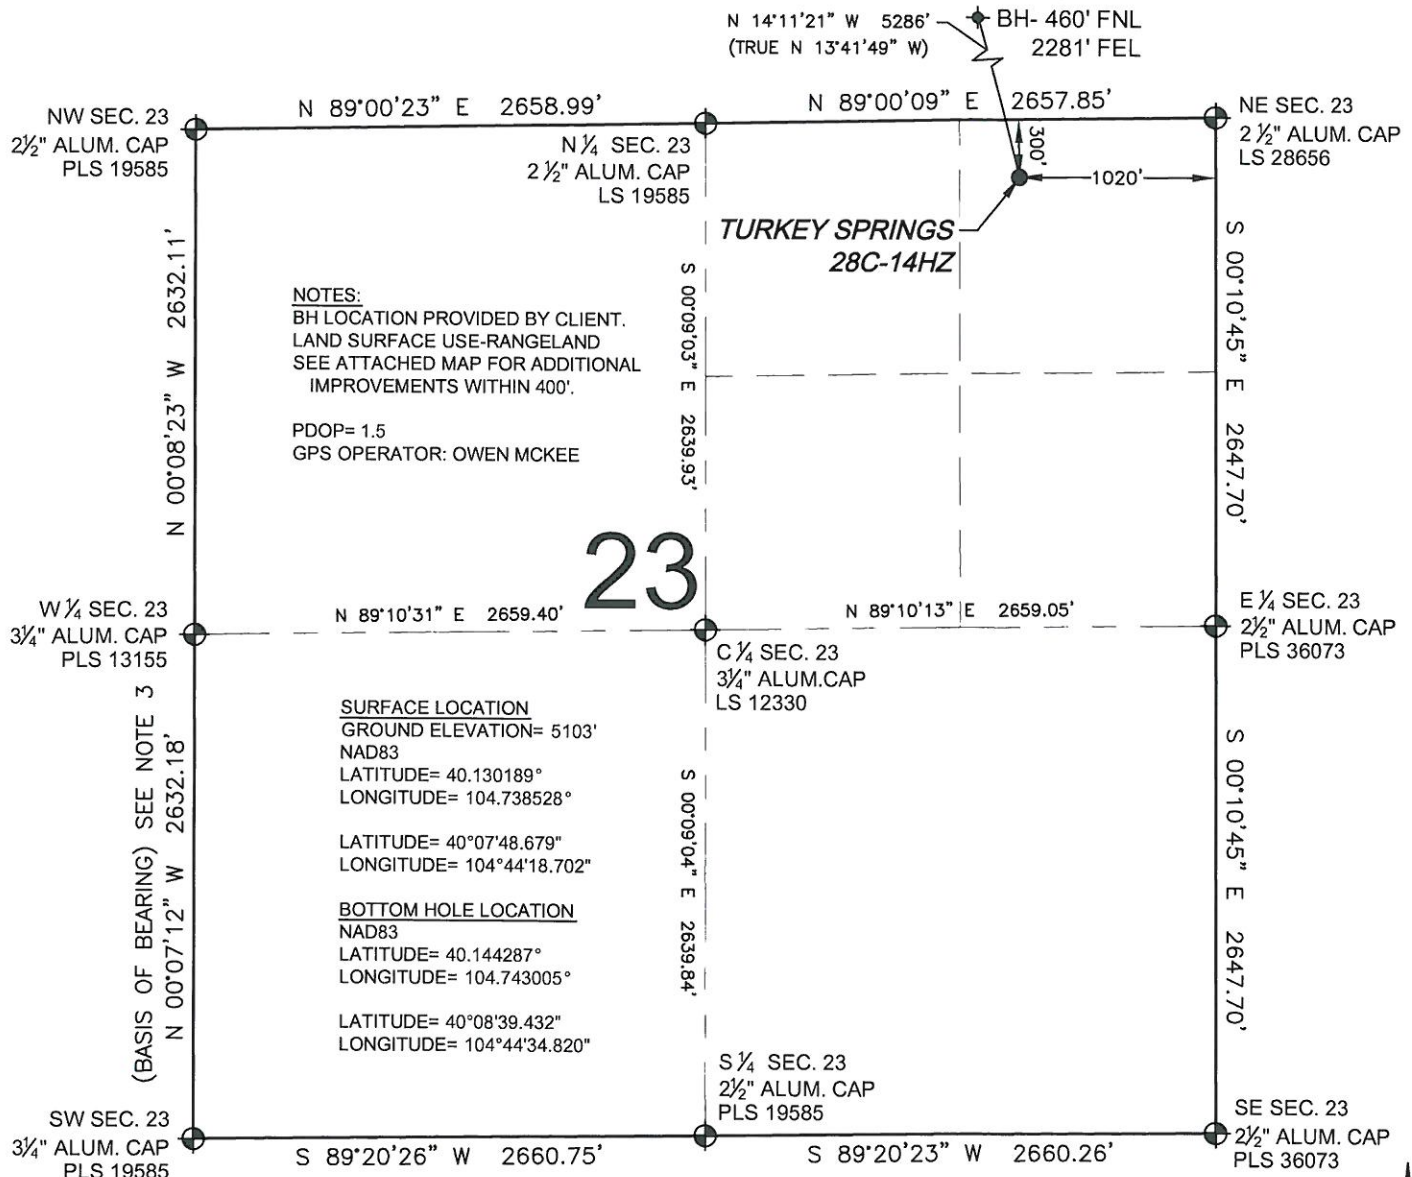 N 14°11'21" W 5286'
(TRUE N 13°41'49" W)
BH- 460' FNL
2281' FEL
NW SEC. 23
2½" ALUM. CAP
PLS 19585
N 89°00'23" E 2658.99'
N ¼ SEC. 23
2 ½" ALUM. CAP
LS 19585
N 89°00'09" E 2657.85'
NE SEC. 23
2 ½" ALUM. CAP
LS 28656
300'
1020'
TURKEY SPRINGS
28C-14HZ
N 00°08'23" W 2632.11'
NOTES:
BH LOCATION PROVIDED BY CLIENT.
LAND SURFACE USE-RANGELAND
SEE ATTACHED MAP FOR ADDITIONAL
IMPROVEMENTS WITHIN 400'.
PDOP= 1.5
GPS OPERATOR: OWEN MCKEE
S 00°09'03" E 2639.93'
S 00°10'45" E 2647.70'
23
W ¼ SEC. 23
3¼" ALUM. CAP
PLS 13155
N 89°10'31" E 2659.40'
N 89°10'13" E 2659.05'
C ¼ SEC. 23
3¼" ALUM.CAP
LS 12330
E ¼ SEC. 23
2½" ALUM. CAP
PLS 36073
(BASIS OF BEARING) SEE NOTE 3
N 00°07'12" W 2632.18'
SURFACE LOCATION
GROUND ELEVATION= 5103'
NAD83
LATITUDE= 40.130189°
LONGITUDE= 104.738528°
LATITUDE= 40°07'48.679"
LONGITUDE= 104°44'18.702"
BOTTOM HOLE LOCATION
NAD83
LATITUDE= 40.144287°
LONGITUDE= 104.743005°
LATITUDE= 40°08'39.432"
LONGITUDE= 104°44'34.820"
S 00°09'04" E 2639.84'
S 00°10'45" E 2647.70'
SW SEC. 23
3¼" ALUM. CAP
PLS 19585
S 89°20'26" W 2660.75'
S ¼ SEC. 23
2½" ALUM. CAP
PLS 19585
S 89°20'23" W 2660.26'
SE SEC. 23
2½" ALUM. CAP
PLS 36073